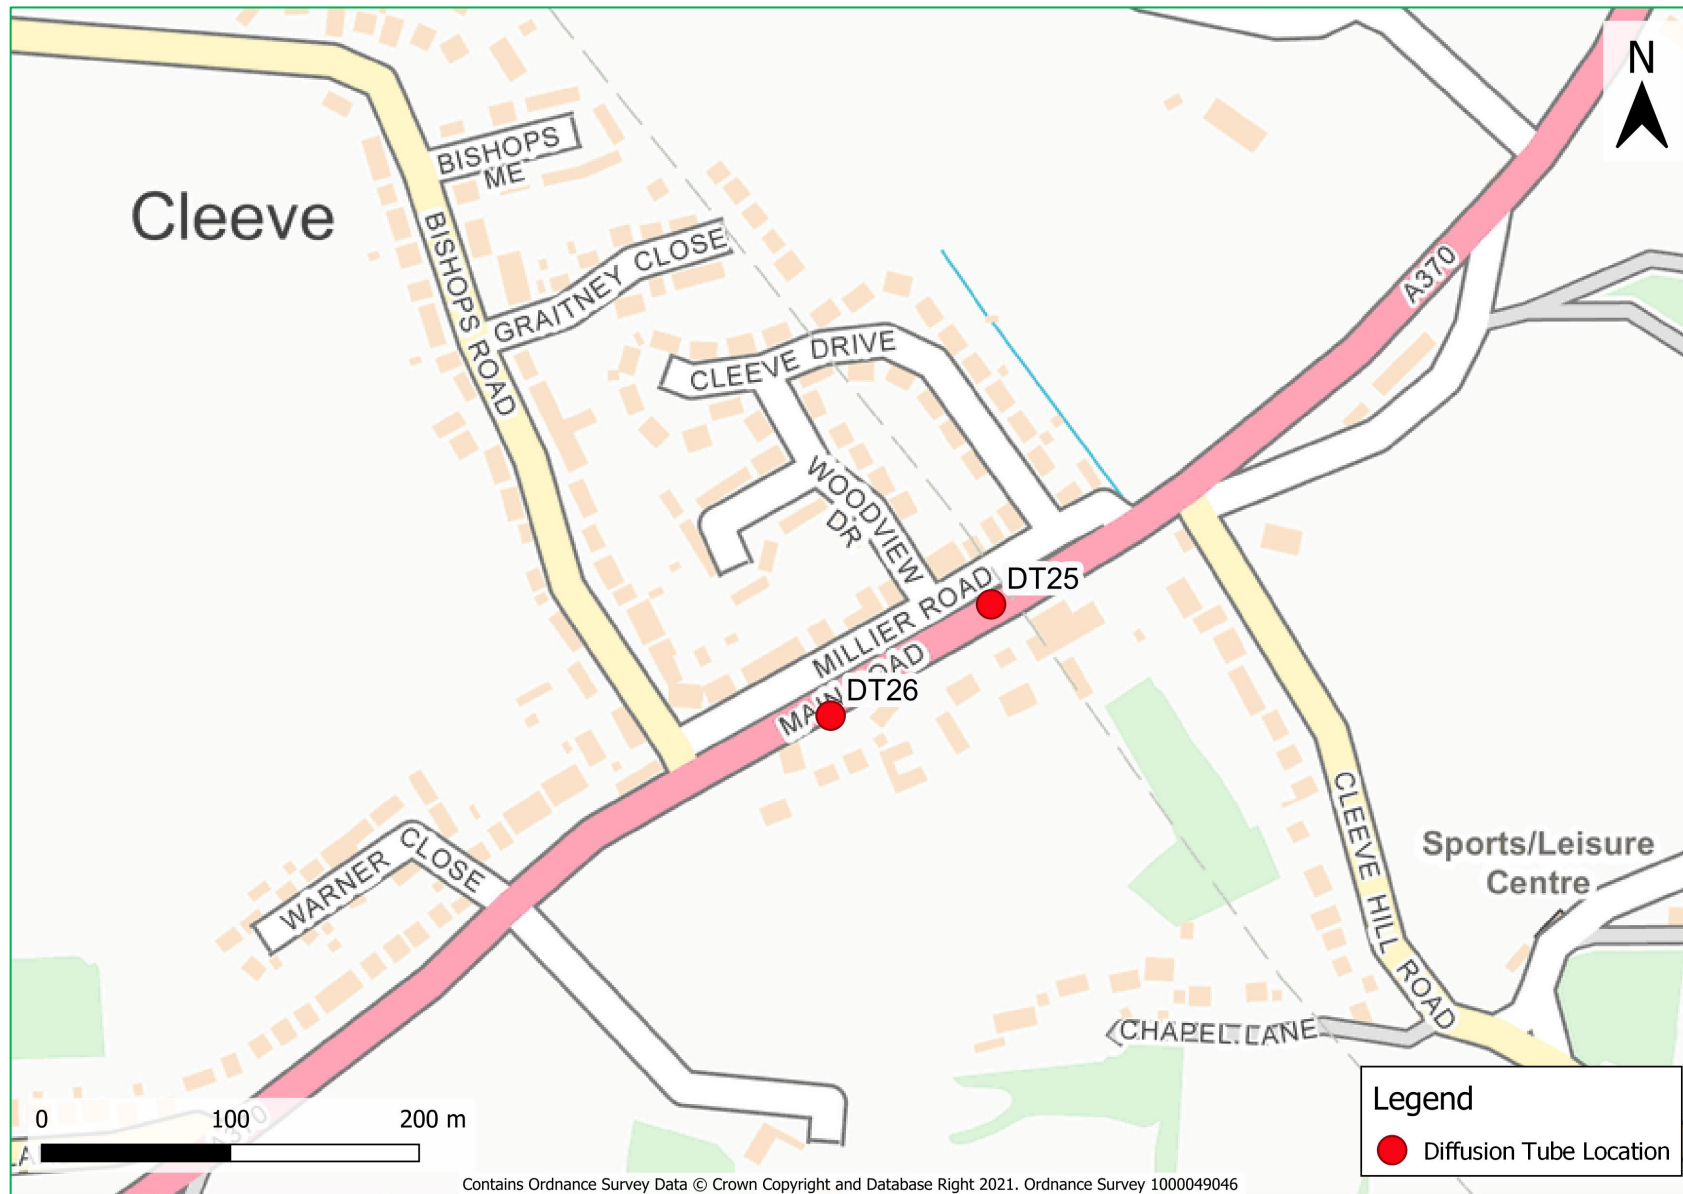 N
BISHOPS
ME
Cleeve
BISHOPS ROAD
GRAITNEY CLOSE
A370
CLEEVE DRIVE
WOODVIEW
DR
MILLIER ROAD
DT25
MAIN ROAD
DT26
CLEEVE HILL ROAD
WARNER CLOSE
Sports/Leisure
Centre
CHAPEL LANE
0 100 200 m
A370
LA
Legend
Diffusion Tube Location
Contains Ordnance Survey Data © Crown Copyright and Database Right 2021. Ordnance Survey 1000049046